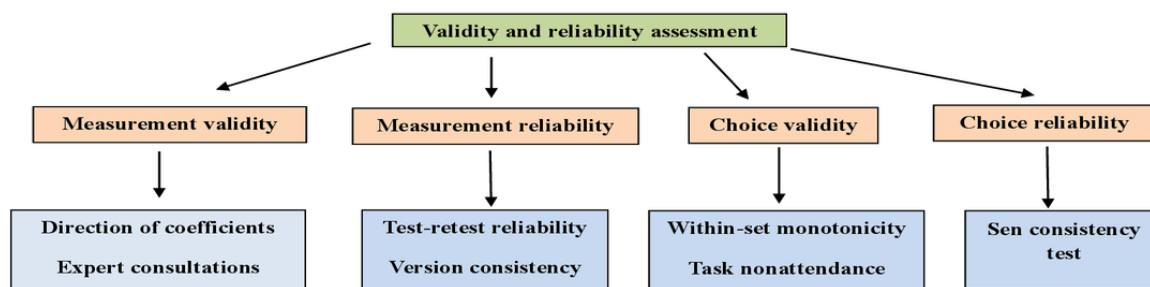 Validity and reliability assessment
Measurement validity
Measurement reliability
Choice validity
Choice reliability
Direction of coefficients
Expert consultations
Test-retest reliability
Version consistency
Within-set monotonicity
Task nonattendance
Sen consistency
test